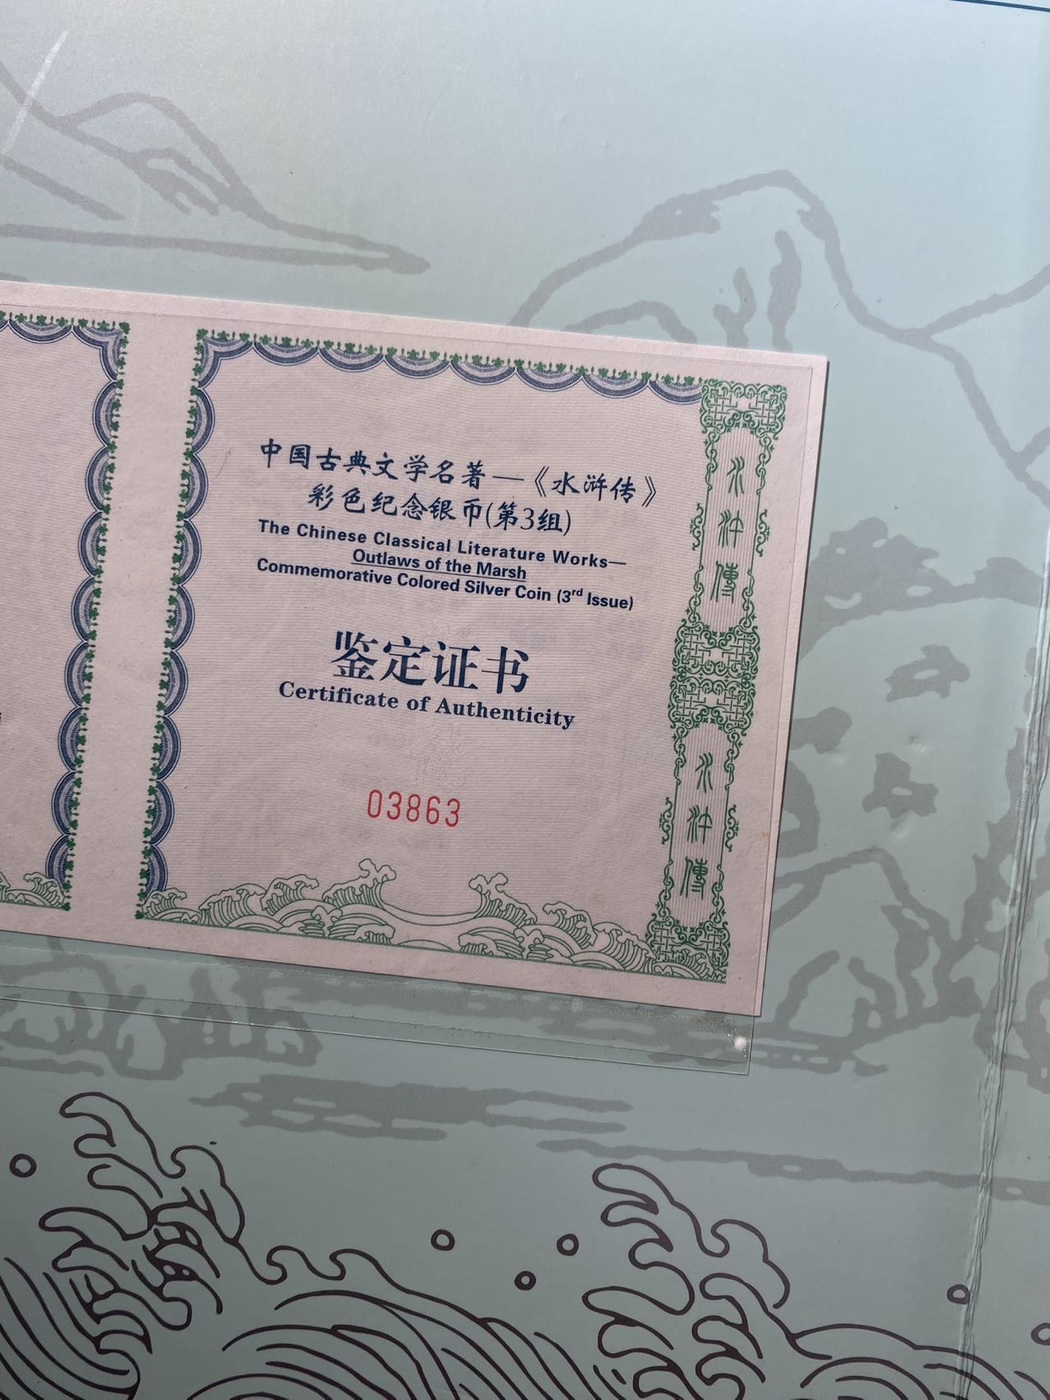 中国古典文学名著—《水浒传》
彩色纪念银币(第3组)
The Chinese Classical Literature Works—
Outlaws of the Marsh
Commemorative Colored Silver Coin (3rd Issue)
鉴定证书
Certificate of Authenticity
03863
水浒傳
水浒傳